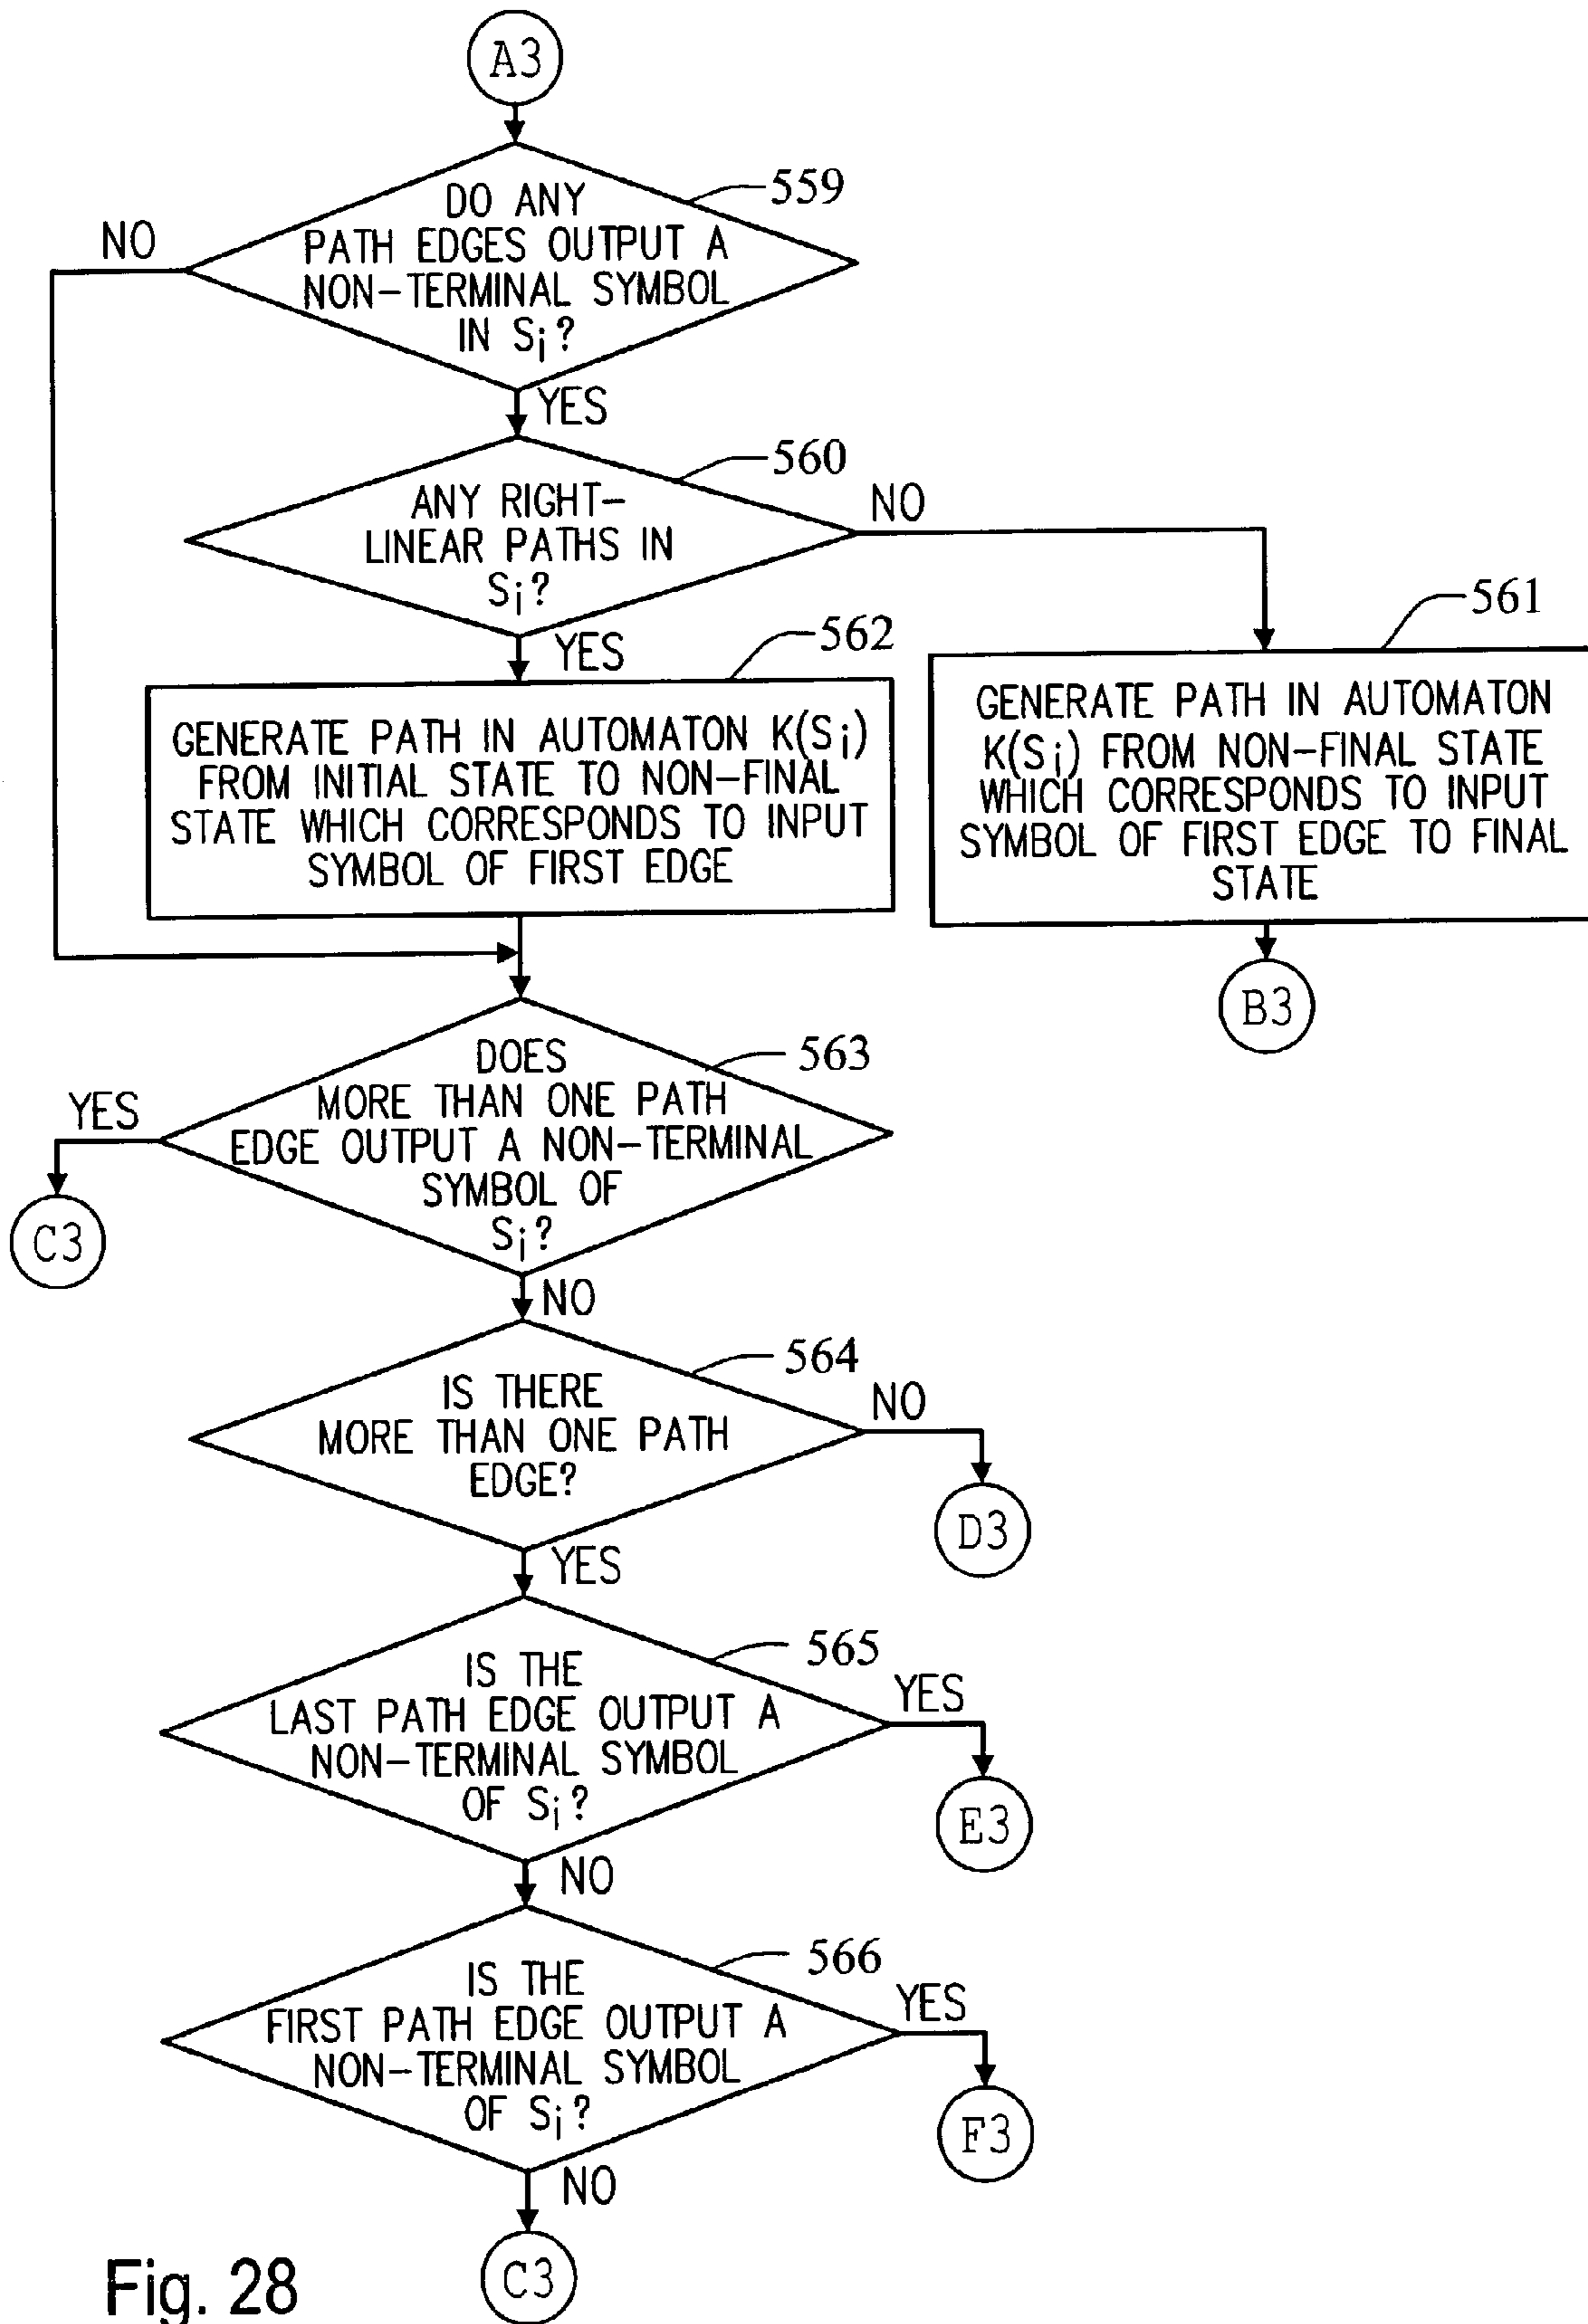 A3
559
DO ANY
PATH EDGES OUTPUT A
NON-TERMINAL SYMBOL
IN Si?
NO
YES
560
ANY RIGHT-
LINEAR PATHS IN
Si?
NO
YES
562
GENERATE PATH IN AUTOMATON K(Si)
FROM INITIAL STATE TO NON-FINAL
STATE WHICH CORRESPONDS TO INPUT
SYMBOL OF FIRST EDGE
561
GENERATE PATH IN AUTOMATON
K(Si) FROM NON-FINAL STATE
WHICH CORRESPONDS TO INPUT
SYMBOL OF FIRST EDGE TO FINAL
STATE
B3
563
DOES
MORE THAN ONE PATH
EDGE OUTPUT A NON-TERMINAL
SYMBOL OF
Si?
YES
C3
NO
564
IS THERE
MORE THAN ONE PATH
EDGE?
NO
D3
YES
565
IS THE
LAST PATH EDGE OUTPUT A
NON-TERMINAL SYMBOL
OF Si?
YES
E3
NO
566
IS THE
FIRST PATH EDGE OUTPUT A
NON-TERMINAL SYMBOL
OF Si?
YES
F3
NO
C3
Fig. 28